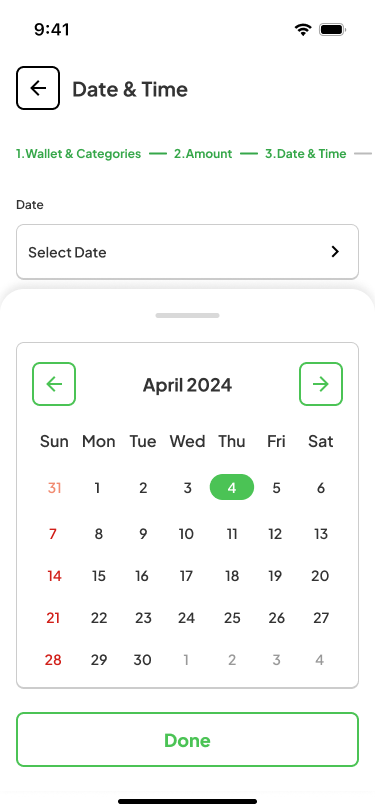 9:41
Date & Time
1.Wallet & Categories 2.Amount 3.Date & Time
Date
Select Date
April 2024
Sun Mon Tue Wed Thu Fri Sat
31 1 2 3 4 5 6
7 8 9 10 11 12 13
14 15 16 17 18 19 20
21 22 23 24 25 26 27
28 29 30 1 2 3 4
Done